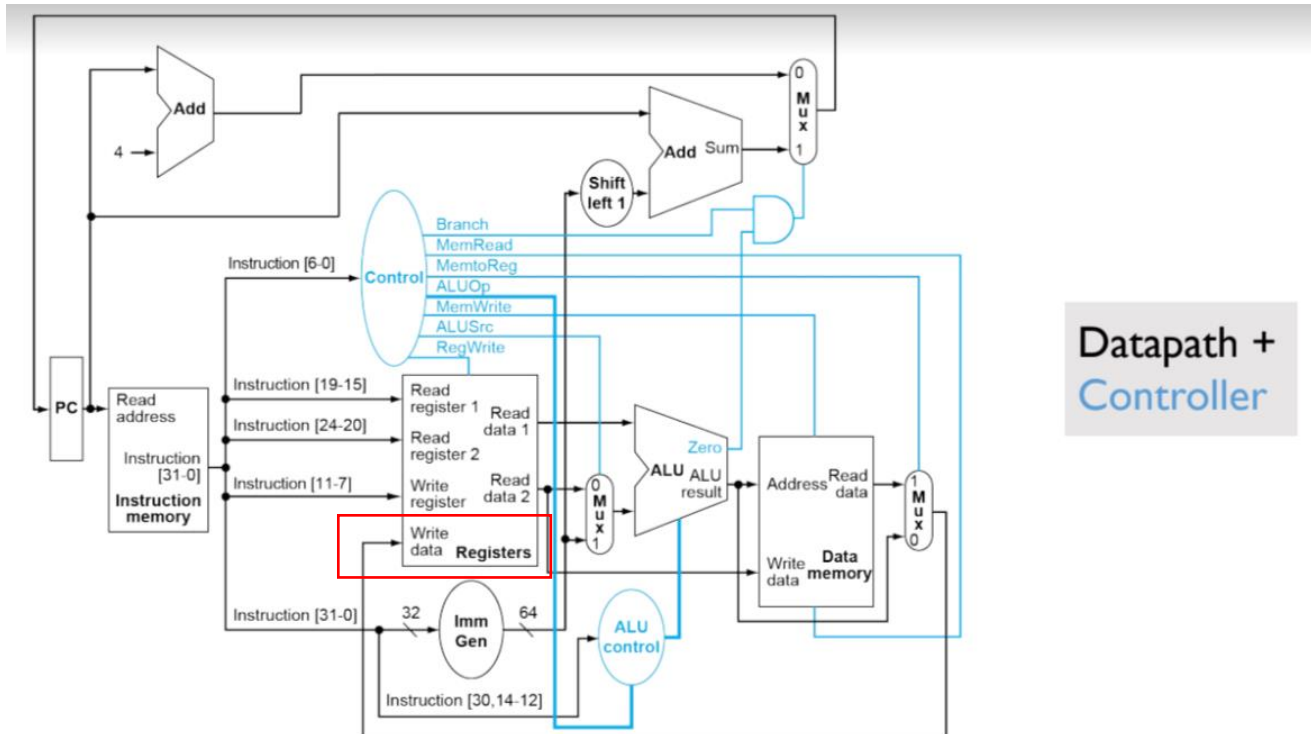 Add
4
Add Sum
0
Mux
1
Shift
left 1
Branch
MemRead
MemtoReg
ALUOp
MemWrite
ALUSrc
RegWrite
Control
Instruction [6-0]
Datapath +
Controller
PC
Read
address
Instruction
[31-0]
Instruction
memory
Instruction [19-15]
Instruction [24-20]
Instruction [11-7]
Read
register 1
Read
register 2
Write
register
Write
data
Registers
Read
data 1
Read
data 2
0
Mux
1
Zero
ALU
ALU
result
Address
Read
data
Write
data
Data
memory
1
Mux
0
Instruction [31-0]
32
Imm
Gen
64
ALU
control
Instruction [30,14-12]